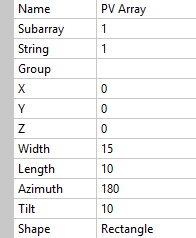 Name PV Array
Subarray 1
String 1
Group
X 0
Y 0
Z 0
Width 15
Length 10
Azimuth 180
Tilt 10
Shape Rectangle